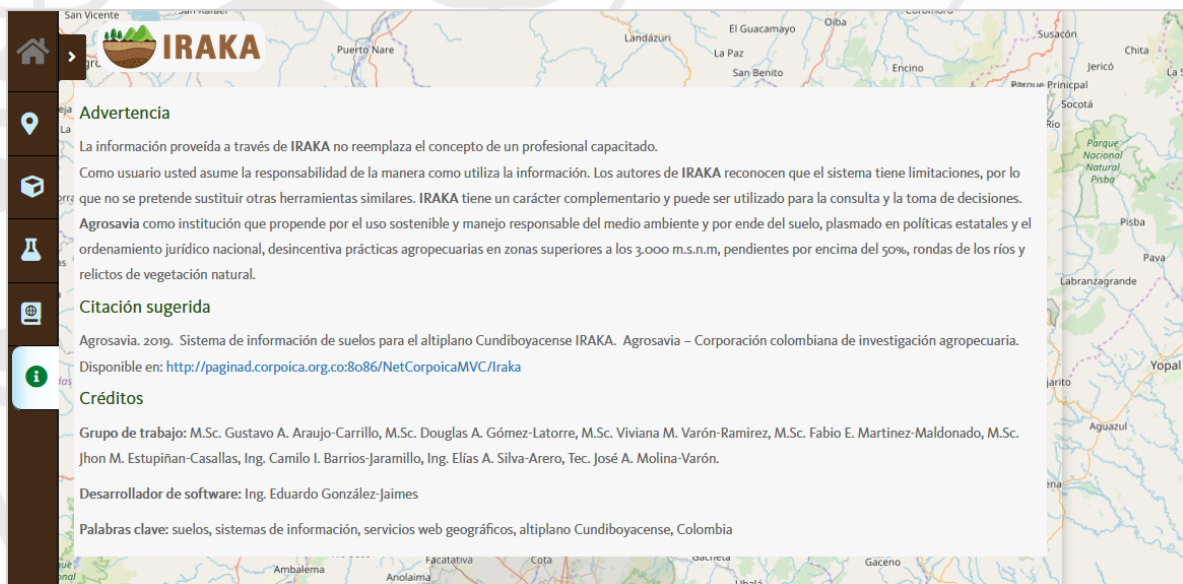 San Vicente
El Guacamayo
Oiba
Susacón
Landázuri
Chita
Puerto Nare
La Paz
Jericó
IRAKA
San Benito
Encino
Parque Prinicpal
Socotá
Advertencia
La información proveída a través de IRAKA no reemplaza el concepto de un profesional capacitado.
Como usuario usted asume la responsabilidad de la manera como utiliza la información. Los autores de IRAKA reconocen que el sistema tiene limitaciones, por lo
que no se pretende sustituir otras herramientas similares. IRAKA tiene un carácter complementario y puede ser utilizado para la consulta y la toma de decisiones.
Agrosavia como institución que propende por el uso sostenible y manejo responsable del medio ambiente y por ende del suelo, plasmado en políticas estatales y el
ordenamiento jurídico nacional, desincentiva prácticas agropecuarias en zonas superiores a los 3.000 m.s.n.m, pendientes por encima del 50%, rondas de los ríos y
relictos de vegetación natural.
Parque
Nacional
Natural
Pisba
Pisba
Pava
Labranzagrande
Citación sugerida
Agrosavia. 2019. Sistema de información de suelos para el altiplano Cundiboyacense IRAKA. Agrosavia – Corporación colombiana de investigación agropecuaria.
Disponible en: http://paginad.corpoica.org.co:8086/NetCorpoicaMVC/Iraka
Yopal
Créditos
Grupo de trabajo: M.Sc. Gustavo A. Araujo-Carrillo, M.Sc. Douglas A. Gómez-Latorre, M.Sc. Viviana M. Varón-Ramirez, M.Sc. Fabio E. Martinez-Maldonado, M.Sc.
Jhon M. Estupiñan-Casallas, Ing. Camilo I. Barrios-Jaramillo, Ing. Elías A. Silva-Arero, Tec. José A. Molina-Varón.
Aguazul
Desarrollador de software: Ing. Eduardo González-Jaimes
Palabras clave: suelos, sistemas de información, servicios web geográficos, altiplano Cundiboyacense, Colombia
Facatativa
Cota
Gacheta
Gaceno
Ambalema
Anolaima